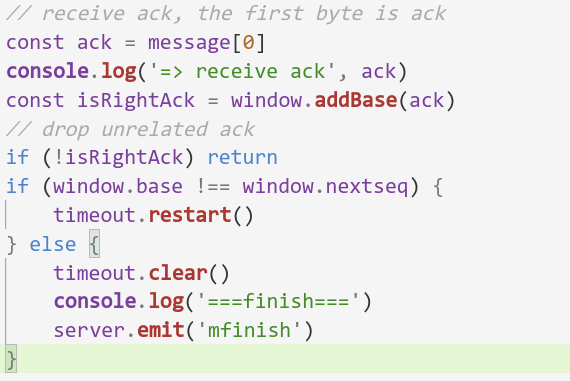 // receive ack, the first byte is ack
const ack = message[0]
console.log('=> receive ack', ack)
const isRightAck = window.addBase(ack)
// drop unrelated ack
if (!isRightAck) return
if (window.base !== window.nextseq) {
    timeout.restart()
} else {
    timeout.clear()
    console.log('===finish===')
    server.emit('mfinish')
}